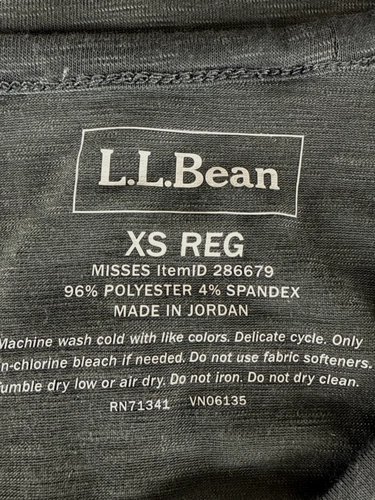 L.L.Bean
XS REG
MISSES ItemID 286679
96% POLYESTER 4% SPANDEX
MADE IN JORDAN
Machine wash cold with like colors. Delicate cycle. Only
n-chlorine bleach if needed. Do not use fabric softeners.
Tumble dry low or air dry. Do not iron. Do not dry clean.
RN71341 VN06135